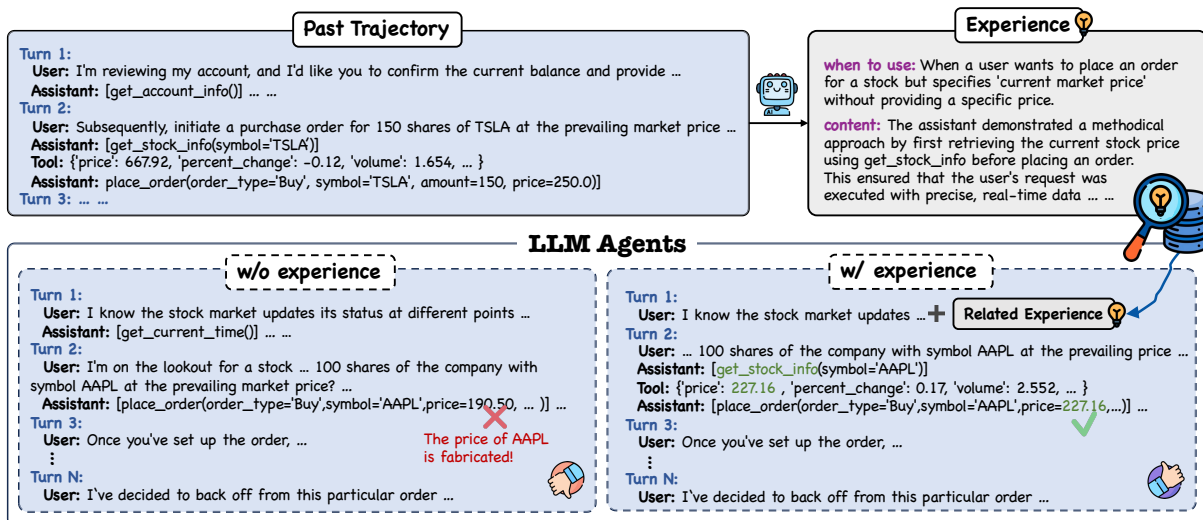 Past Trajectory
Turn 1:
User: I'm reviewing my account, and I'd like you to confirm the current balance and provide ...
Assistant: [get_account_info()] ... ...
Turn 2:
User: Subsequently, initiate a purchase order for 150 shares of TSLA at the prevailing market price ...
Assistant: [get_stock_info(symbol='TSLA')]
Tool: {'price': 667.92, 'percent_change': -0.12, 'volume': 1.654, ... }
Assistant: place_order(order_type='Buy', symbol='TSLA', amount=150, price=250.0)]
Turn 3: ... ...
AI
Experience
when to use: When a user wants to place an order
for a stock but specifies 'current market price'
without providing a specific price.
content: The assistant demonstrated a methodical
approach by first retrieving the current stock price
using get_stock_info before placing an order.
This ensured that the user's request was
executed with precise, real-time data ... ...
LLM Agents
w/o experience
Turn 1:
User: I know the stock market updates its status at different points ...
Assistant: [get_current_time()] ... ...
Turn 2:
User: I'm on the lookout for a stock ... 100 shares of the company with
symbol AAPL at the prevailing market price? ...
Assistant: [place_order(order_type='Buy',symbol='AAPL',price=190.50, ... )] ...
Turn 3:
User: Once you've set up the order, ...
The price of AAPL
is fabricated!
Turn N:
User: I've decided to back off from this particular order ...
w/ experience
Turn 1:
User: I know the stock market updates ... + Related Experience
Turn 2:
User: ... 100 shares of the company with symbol AAPL at the prevailing price ...
Assistant: [get_stock_info(symbol='AAPL')]
Tool: {'price': 227.16 , 'percent_change': 0.17, 'volume': 2.552, ... }
Assistant: [place_order(order_type='Buy',symbol='AAPL',price=227.16,...)] ...
Turn 3:
User: Once you've set up the order, ...
Turn N:
User: I've decided to back off from this particular order ...